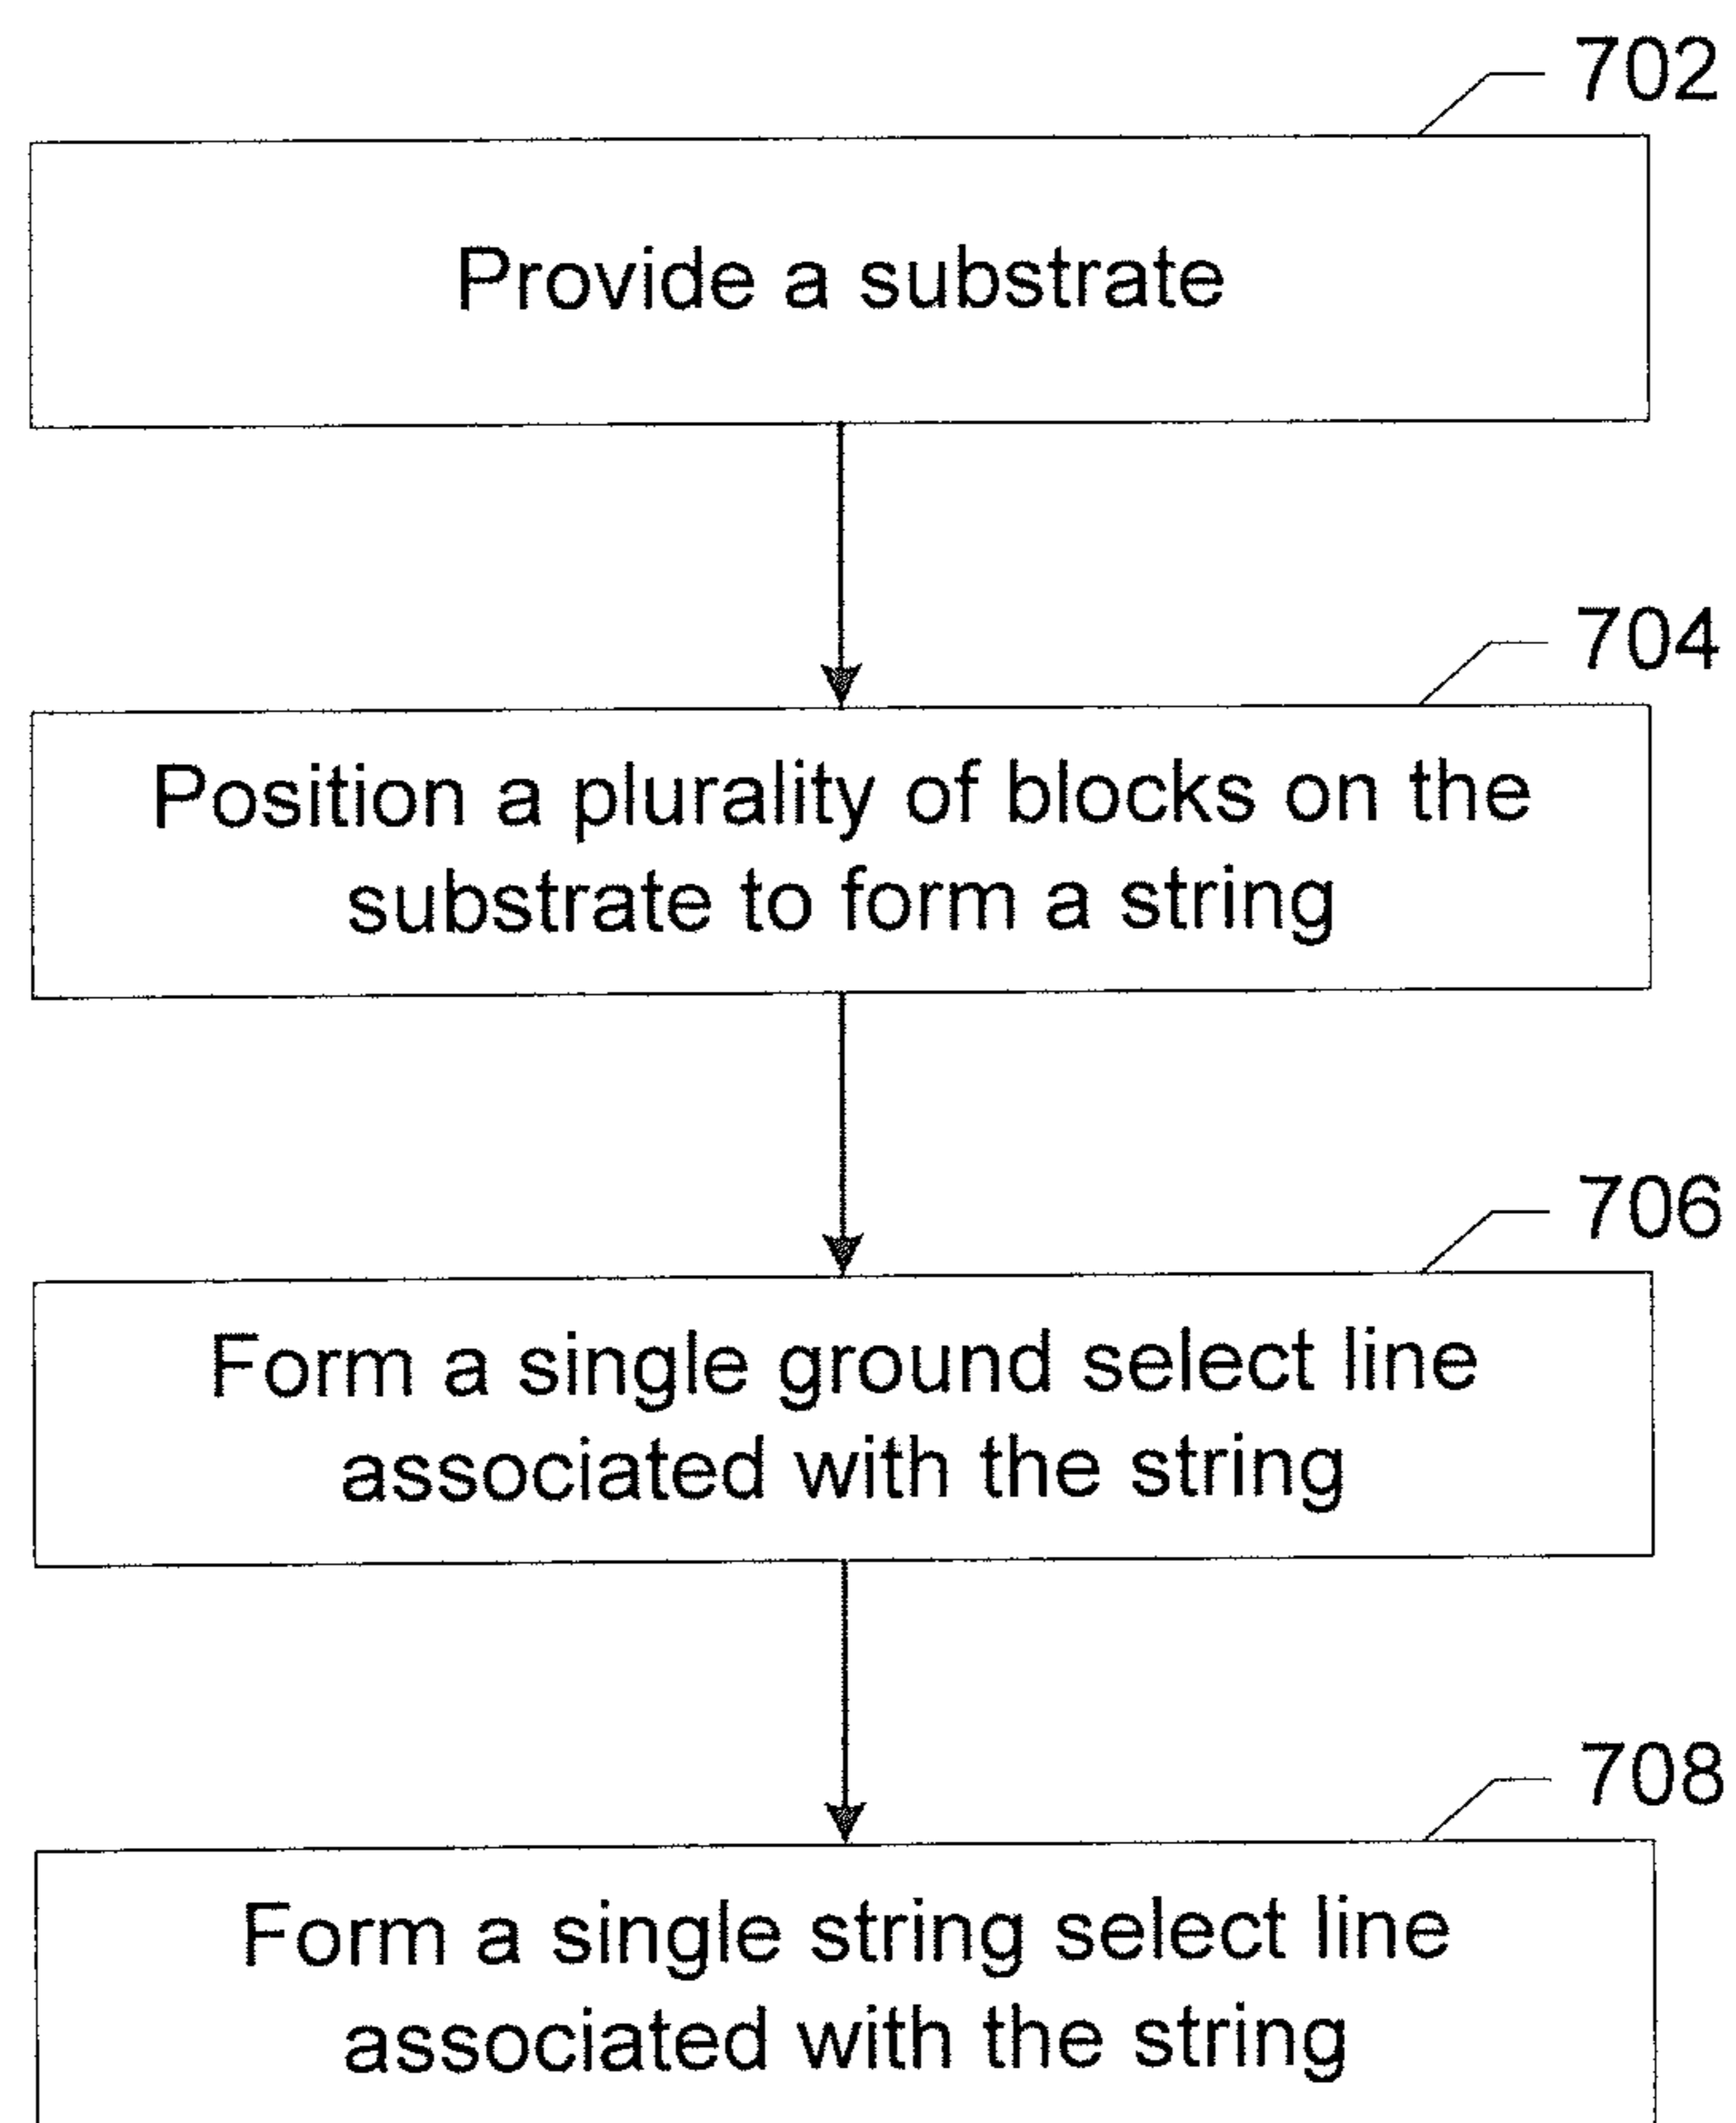 702
Provide a substrate
704
Position a plurality of blocks on the
substrate to form a string
706
Form a single ground select line
associated with the string
708
Form a single string select line
associated with the string